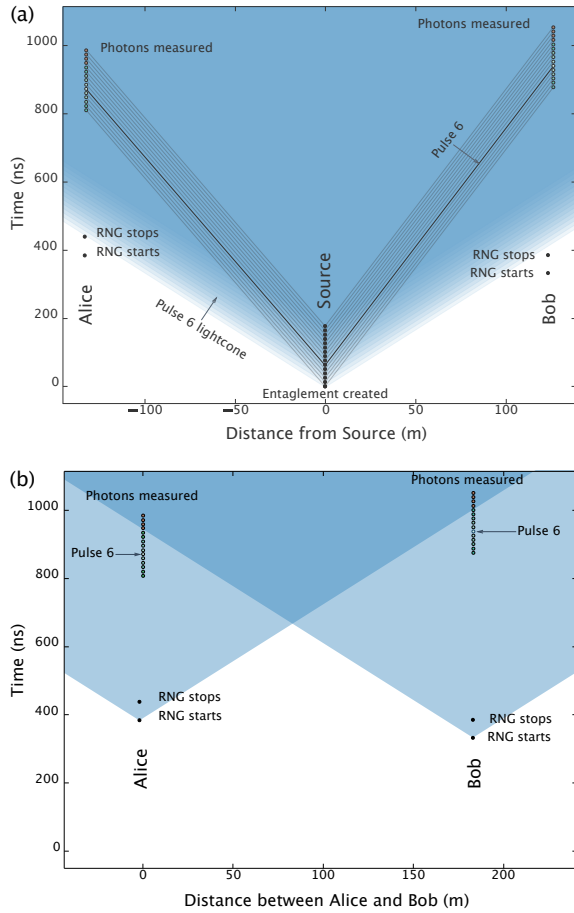 (a)
1000
800
600
400
200
0
Time (ns)
Photons measured
Photons measured
Pulse 6
RNG stops
RNG starts
RNG stops
RNG starts
Alice
Source
Bob
Pulse 6 lightcone
Entaglement created
−100
−50
0
50
100
Distance from Source (m)
(b)
1000
800
600
400
200
0
Time (ns)
Photons measured
Photons measured
Pulse 6
Pulse 6
RNG stops
RNG starts
RNG stops
RNG starts
Alice
Bob
0
50
100
150
200
Distance between Alice and Bob (m)